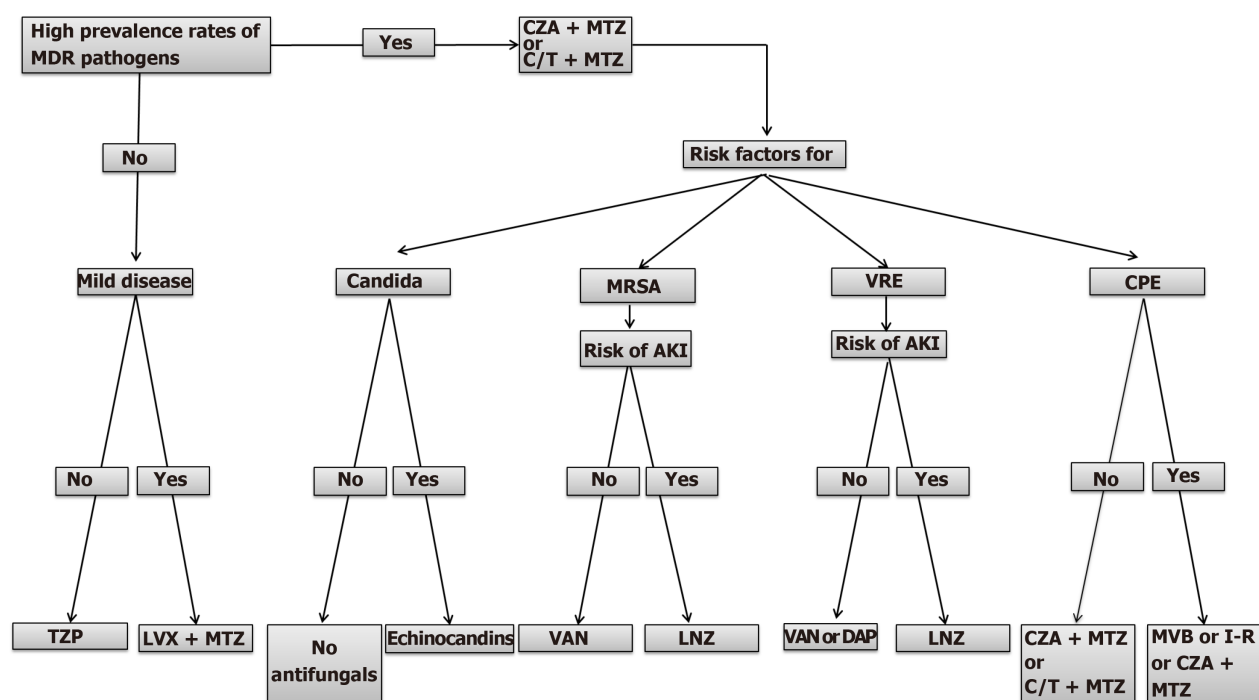 High prevalence rates of
MDR pathogens
Yes
CZA + MTZ
or
C/T + MTZ
No
Risk factors for
Mild disease
Candida
MRSA
VRE
CPE
Risk of AKI
Risk of AKI
No
Yes
No
Yes
No
Yes
No
Yes
No
Yes
TZP
LVX + MTZ
No
antifungals
Echinocandins
VAN
LNZ
VAN or DAP
LNZ
CZA + MTZ
or
C/T + MTZ
MVB or I-R
or CZA +
MTZ